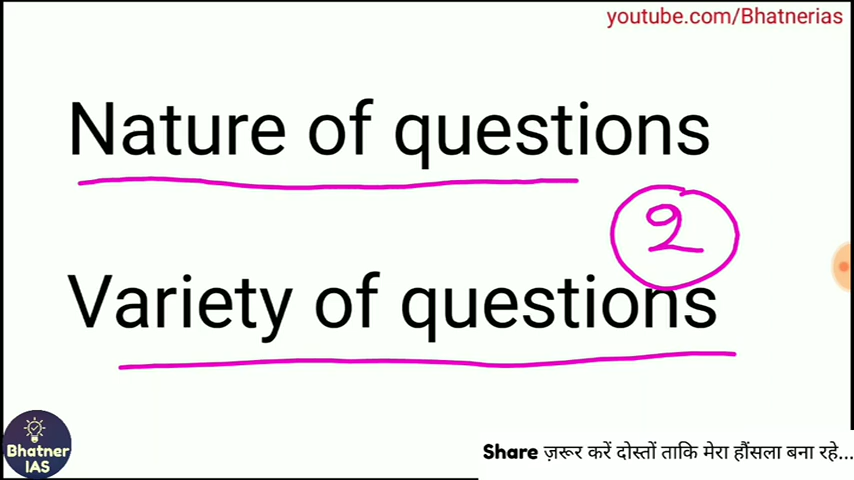 youtube.com/Bhatnerias
Nature of questions
2
Variety of questions
Bhatner
IAS
Share ज़रूर करें दोस्तों ताकि मेरा हौंसला बना रहे...